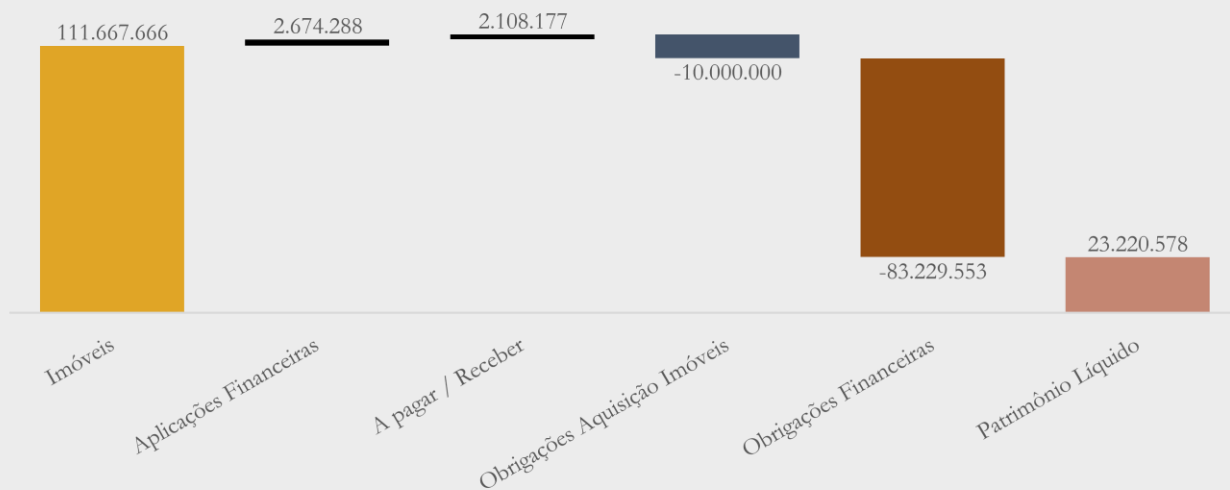 111.667.666
2.674.288
2.108.177
-10.000.000
-83.229.553
23.220.578
Imóveis
Aplicações Financeiras
A pagar / Receber
Obrigações Aquisição Imóveis
Obrigações Financeiras
Patrimônio Líquido